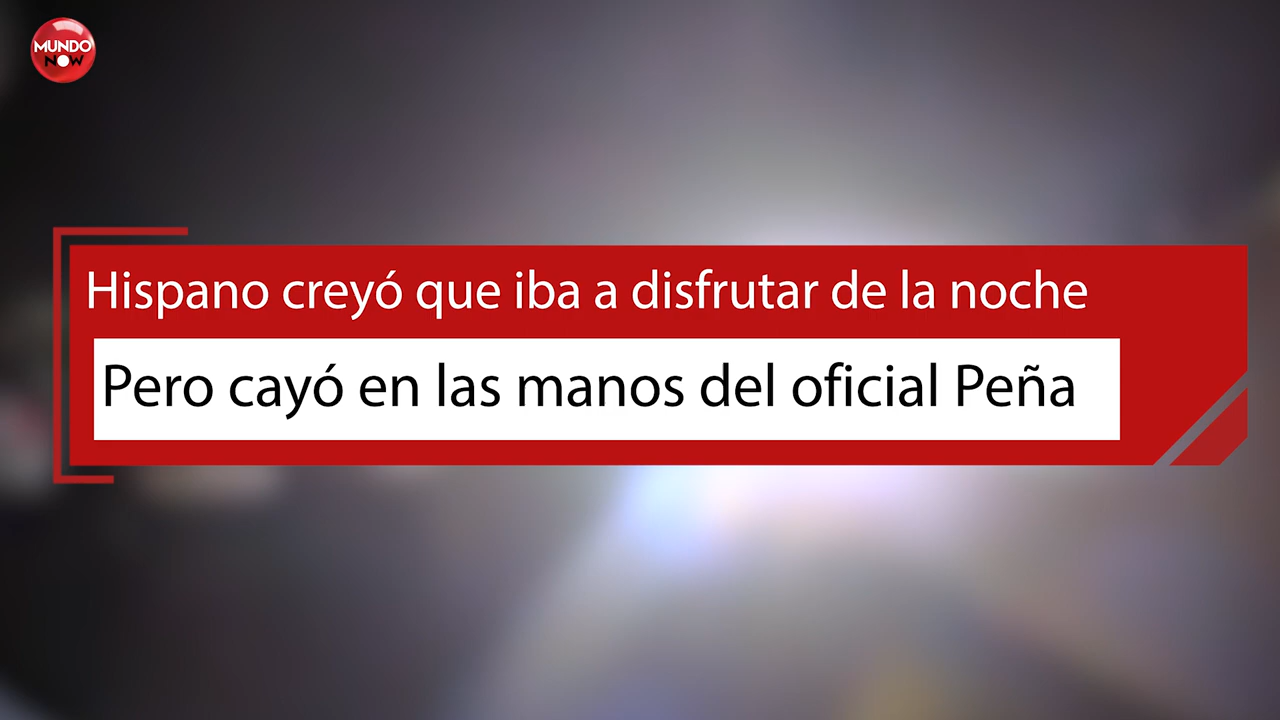 MUNDO
NOW
Hispano creyó que iba a disfrutar de la noche
Pero cayó en las manos del oficial Peña